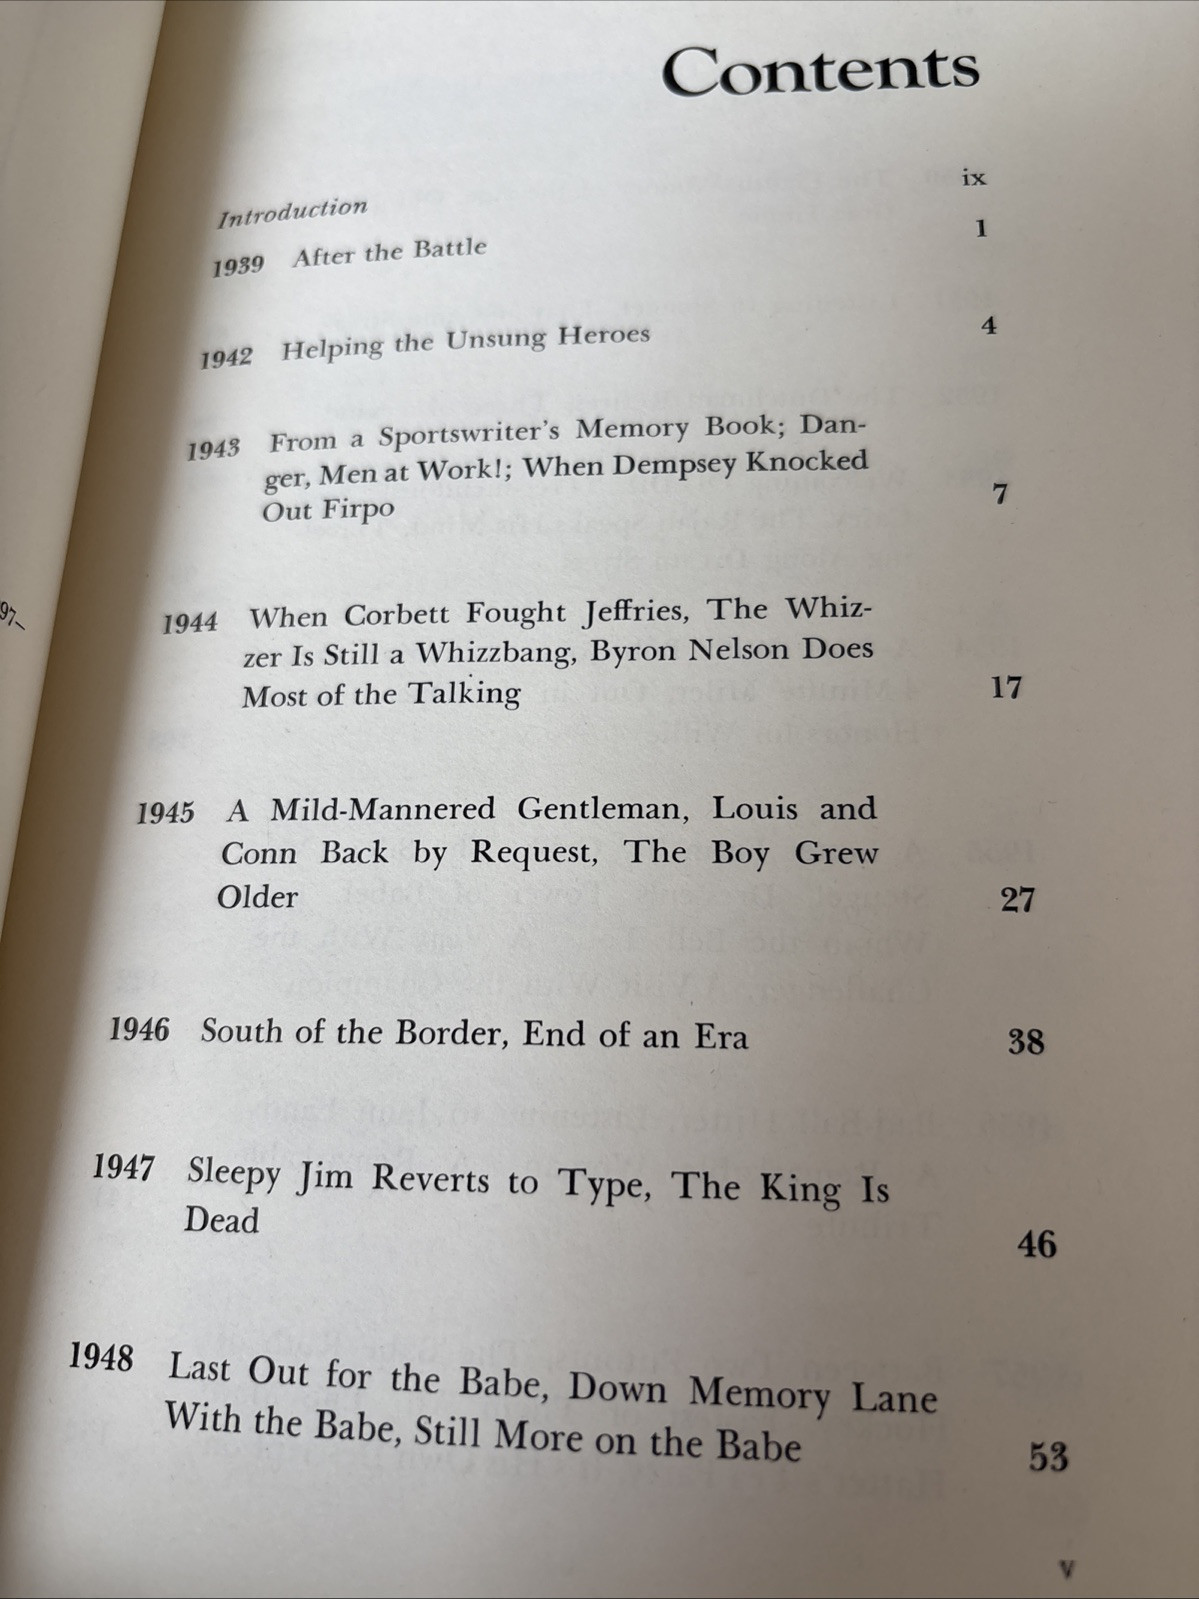 Contents
Introduction ix
1939 After the Battle 1
1942 Helping the Unsung Heroes 4
1943 From a Sportswriter's Memory Book; Dan-
ger, Men at Work!; When Dempsey Knocked
Out Firpo 7
1944 When Corbett Fought Jeffries, The Whiz-
zer Is Still a Whizzbang, Byron Nelson Does
Most of the Talking 17
1945 A Mild-Mannered Gentleman, Louis and
Conn Back by Request, The Boy Grew
Older 27
1946 South of the Border, End of an Era 38
1947 Sleepy Jim Reverts to Type, The King Is
Dead 46
1948 Last Out for the Babe, Down Memory Lane
With the Babe, Still More on the Babe 53
v
97–